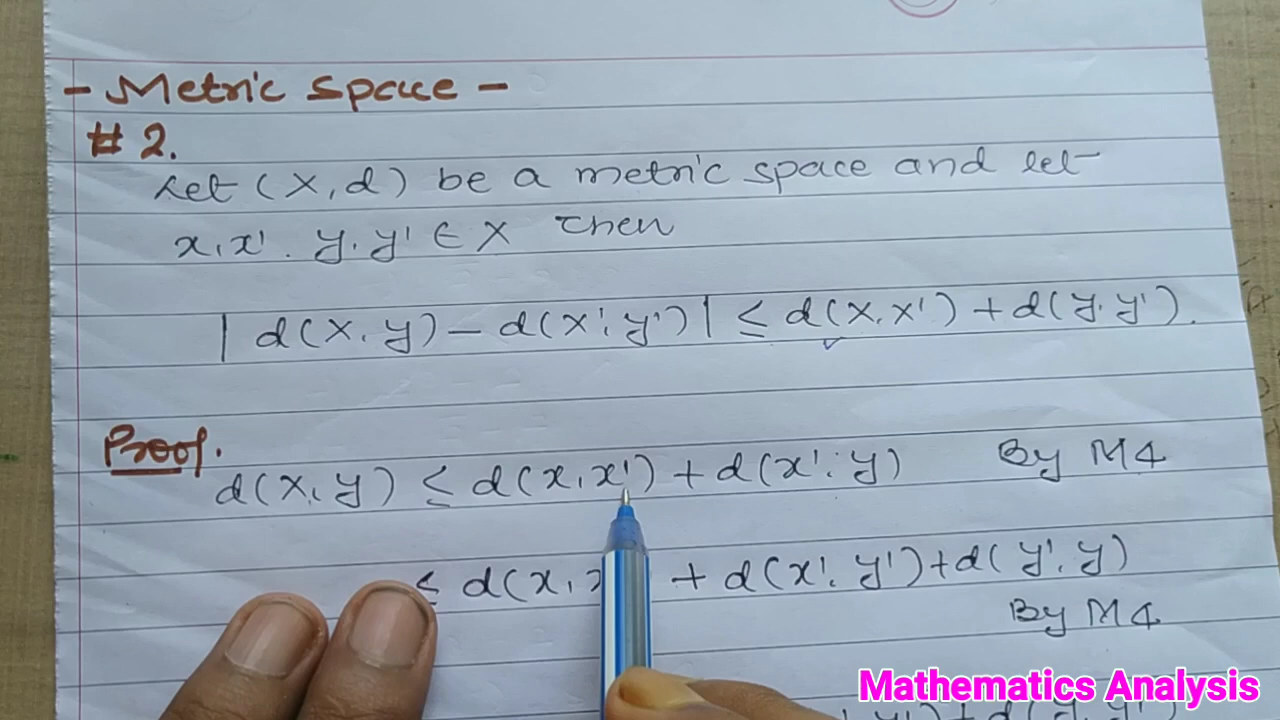 - Metric space -
# 2.
Let (X,d) be a metric space and let
x,x'. y,y' ∈ X Then
|d(x,y) - d(x',y')| ≤ d(x,x') + d(y,y').
Proof.
d(x,y) ≤ d(x,x') + d(x',y) By M4
≤ d(x, + d(x',y') + d(y',y)
By M4
Mathematics Analysis